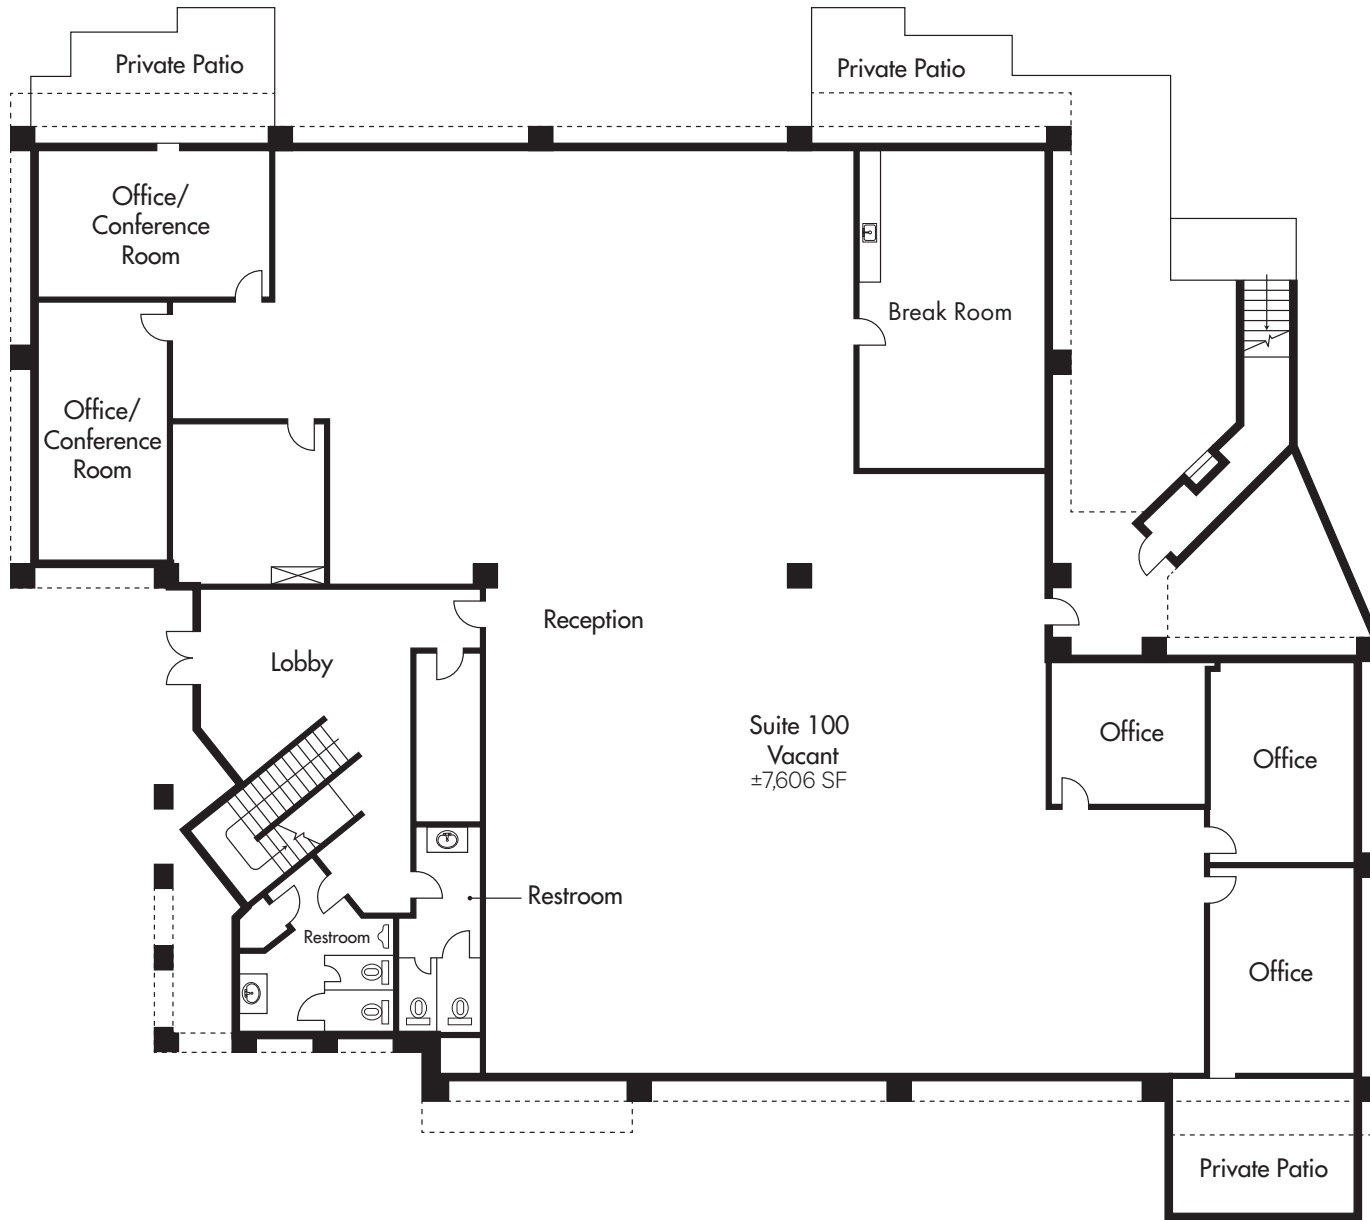 Private Patio
Private Patio
Office/
Conference
Room
Break Room
Office/
Conference
Room
Reception
Lobby
Suite 100
Vacant
±7,606 SF
Office
Office
Restroom
Restroom
Office
Private Patio